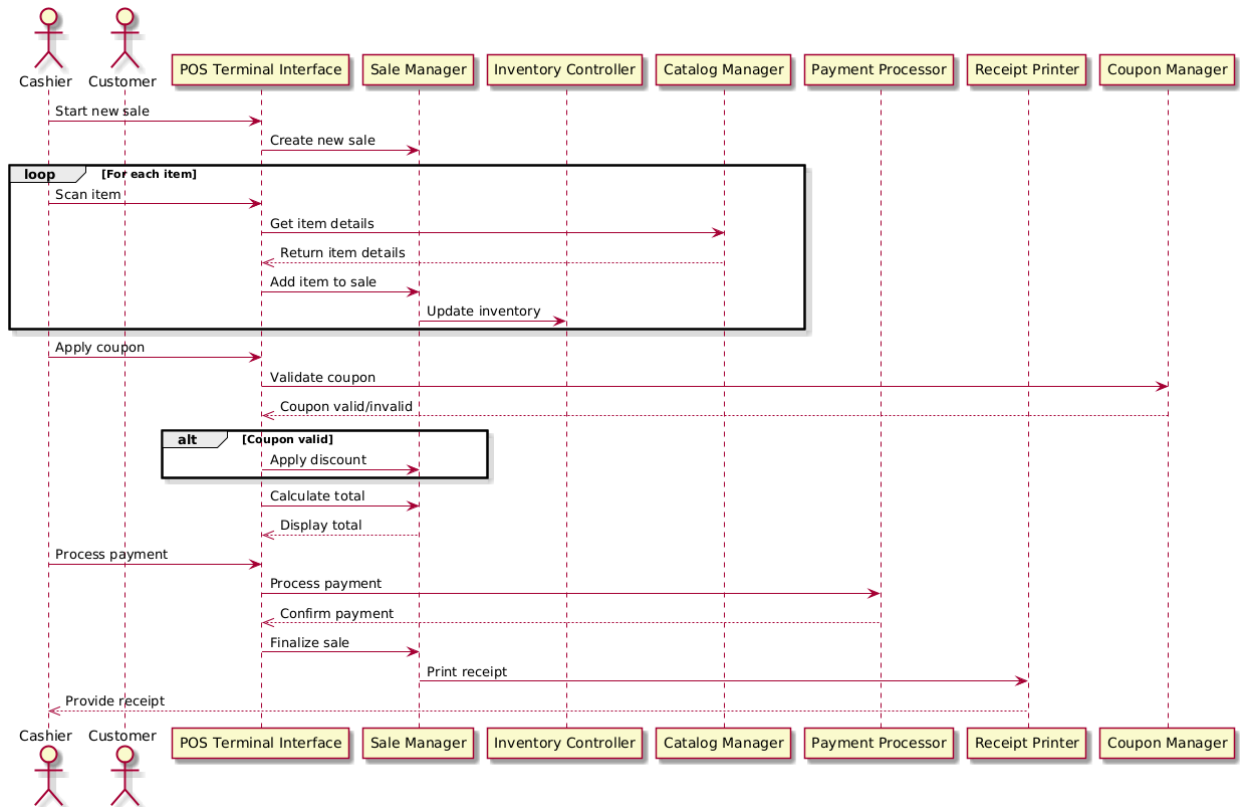 Cashier
Customer
POS Terminal Interface
Sale Manager
Inventory Controller
Catalog Manager
Payment Processor
Receipt Printer
Coupon Manager
Start new sale
Create new sale
loop
[For each item]
Scan item
Get item details
Return item details
Add item to sale
Update inventory
Apply coupon
Validate coupon
Coupon valid/invalid
alt
[Coupon valid]
Apply discount
Calculate total
Display total
Process payment
Process payment
Confirm payment
Finalize sale
Print receipt
Provide receipt
Cashier
Customer
POS Terminal Interface
Sale Manager
Inventory Controller
Catalog Manager
Payment Processor
Receipt Printer
Coupon Manager